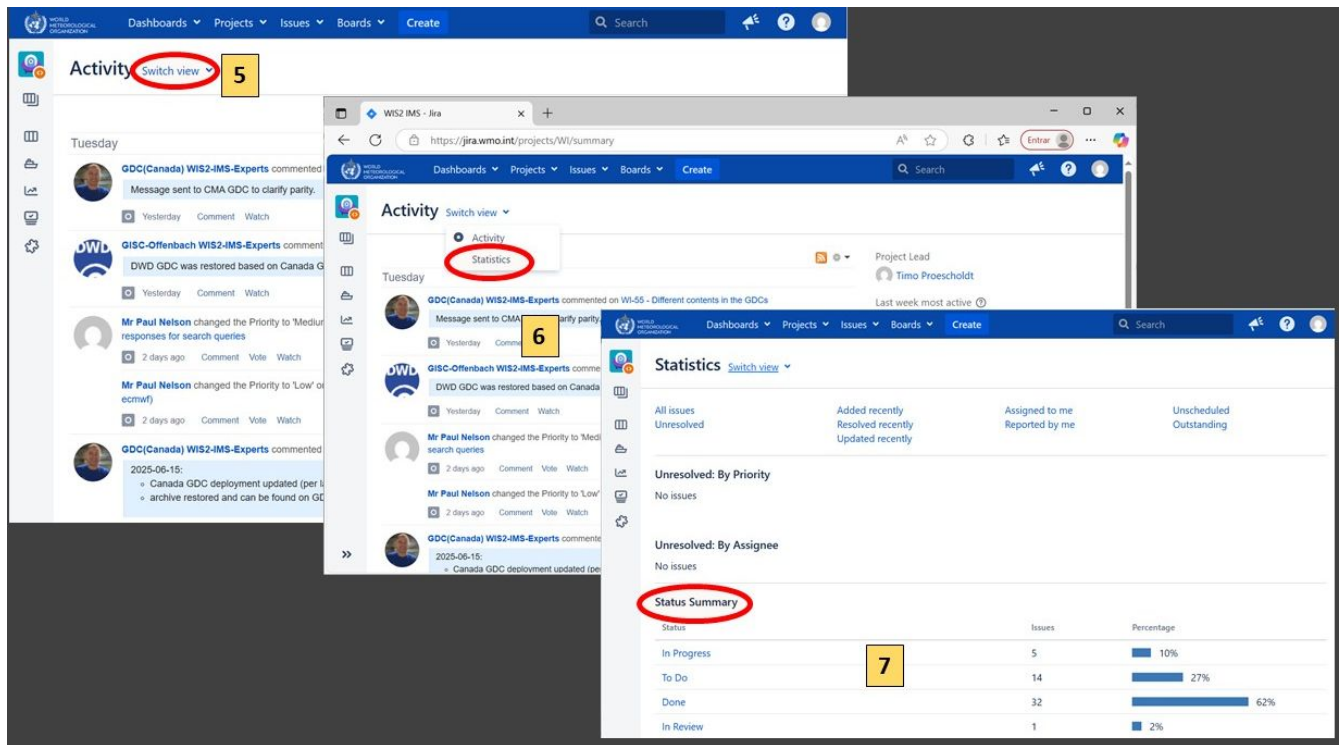 WORLD METEOROLOGICAL ORGANIZATION
Dashboards Projects Issues Boards Create Search
Activity Switch view
5
Tuesday
GDC(Canada) WIS2-IMS-Experts commented
Message sent to CMA GDC to clarify parity.
Yesterday Comment Watch
DWD
GISC-Offenbach WIS2-IMS-Experts comment
DWD GDC was restored based on Canada G
Yesterday Comment Watch
Mr Paul Nelson changed the Priority to 'Mediur
responses for search queries
2 days ago Comment Vote Watch
Mr Paul Nelson changed the Priority to 'Low' o
ecmwf)
2 days ago Comment Vote Watch
GDC(Canada) WIS2-IMS-Experts commented
2025-06-15:
Canada GDC deployment updated (per l
archive restored and can be found on GD
WIS2 IMS - Jira
https://jira.wmo.int/projects/WI/summary
Entrar
WORLD METEOROLOGICAL ORGANIZATION
Dashboards Projects Issues Boards Create Search
Activity Switch view
Activity
Statistics
Tuesday
Project Lead
Timo Proescholdt
Last week most active
GDC(Canada) WIS2-IMS-Experts commented on WI-55 - Different contents in the GDCs
Message sent to CMA arify parity.
6
Yesterday Comme
DWD
GISC-Offenbach WIS2-IMS-Experts comme
DWD GDC was restored based on Canada
Yesterday Comment Watch
Mr Paul Nelson changed the Priority to 'Medi
search queries
2 days ago Comment Vote Watch
Mr Paul Nelson changed the Priority to 'Low'
2 days ago Comment Vote Watch
GDC(Canada) WIS2-IMS-Experts commente
2025-06-15:
Canada GDC deployment updated (per
WORLD METEOROLOGICAL ORGANIZATION
Dashboards Projects Issues Boards Create Search
Statistics Switch view
All issues Added recently Assigned to me Unscheduled
Unresolved Resolved recently Reported by me Outstanding
Updated recently
Unresolved: By Priority
No issues
Unresolved: By Assignee
No issues
Status Summary
Status Issues Percentage
In Progress 5 10%
7
To Do 14 27%
Done 32 62%
In Review 1 2%